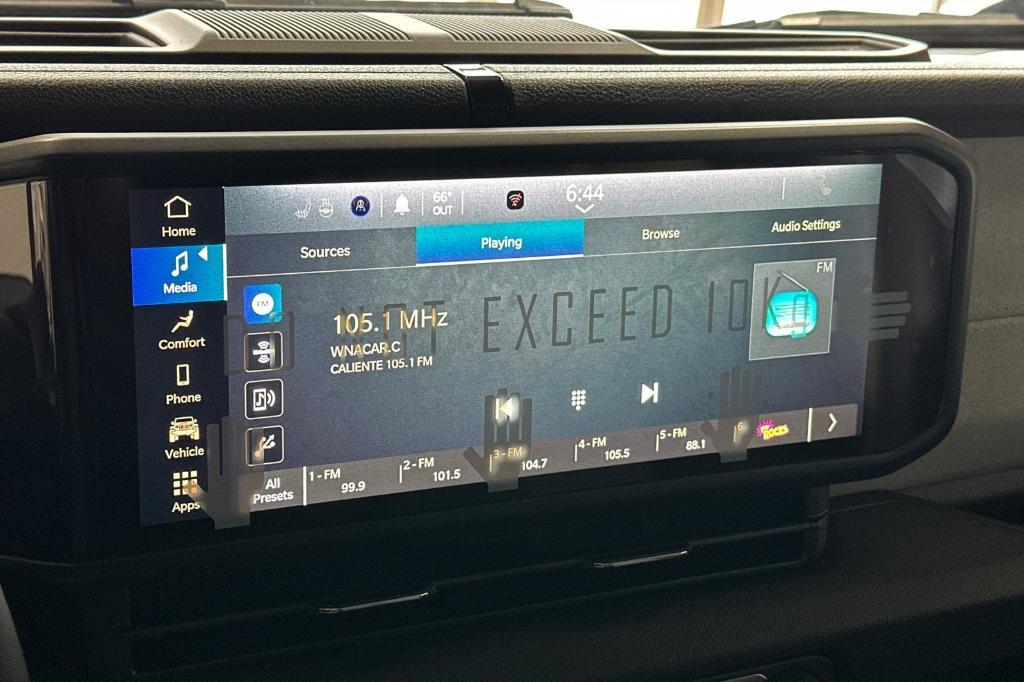 66°
OUT
6:44
Home
Media
Comfort
Phone
Vehicle
Apps
Sources
Playing
Browse
Audio Settings
FM
FM
DO NOT EXCEED 10Kg
105.1 MHz
WNACAR.C
CALIENTE 105.1 FM
All
Presets
1 - FM
99.9
2 - FM
101.5
3 - FM
104.7
4 - FM
105.5
5 - FM
88.1
6
ROCKS